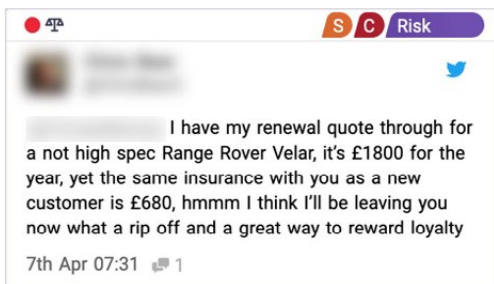 S C Risk
I have my renewal quote through for
a not high spec Range Rover Velar, it's £1800 for the
year, yet the same insurance with you as a new
customer is £680, hmmm I think I'll be leaving you
now what a rip off and a great way to reward loyalty
7th Apr 07:31 1